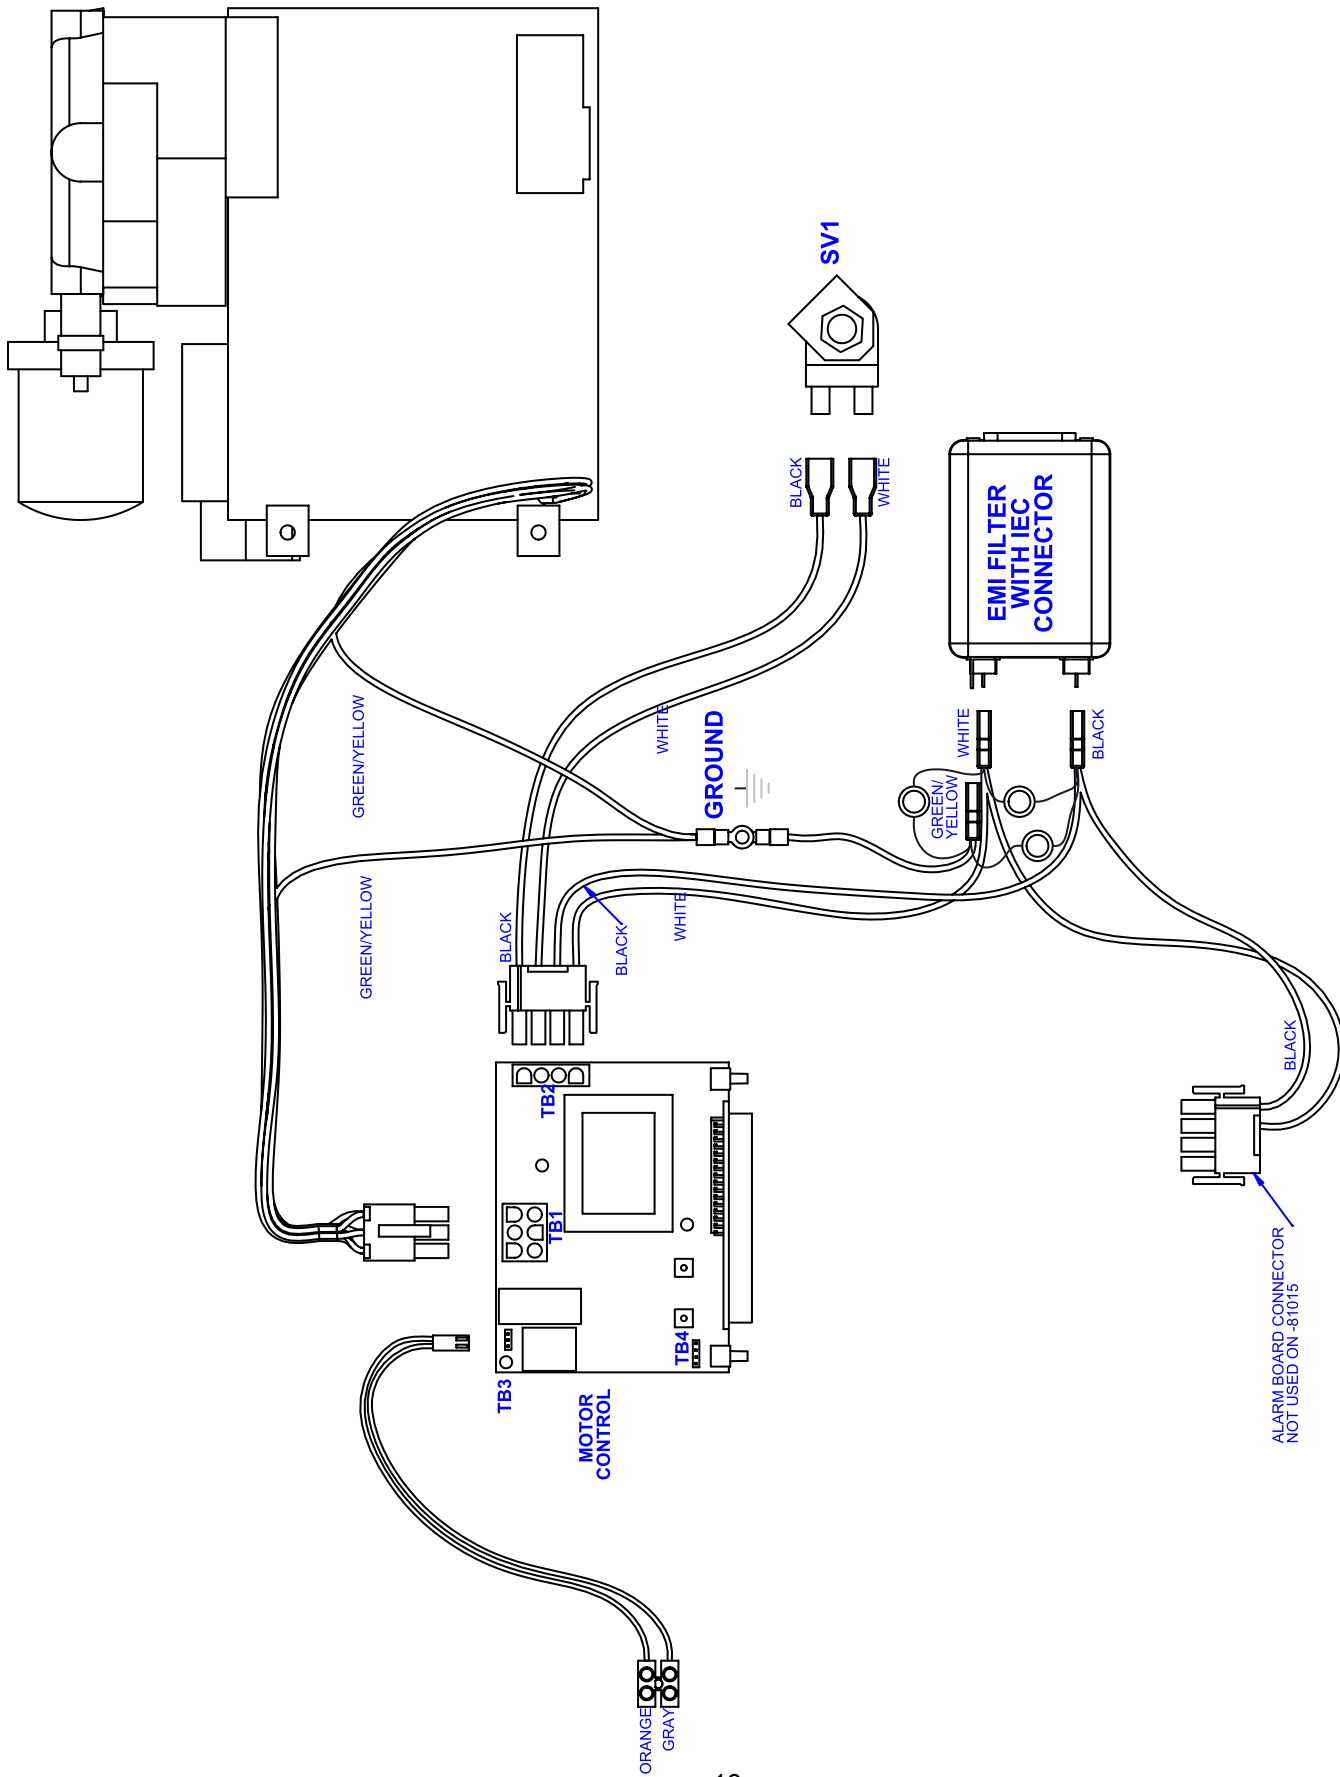 SV1
BLACK
WHITE
EMI FILTER
WITH IEC
CONNECTOR
GREEN/YELLOW
WHITE
GROUND
WHITE
BLACK
GREEN/
YELLOW
GREEN/YELLOW
BLACK
BLACK
WHITE
BLACK
TB2
TB1
TB3
TB4
MOTOR
CONTROL
ALARM BOARD CONNECTOR
NOT USED ON -81015
ORANGE
GRAY